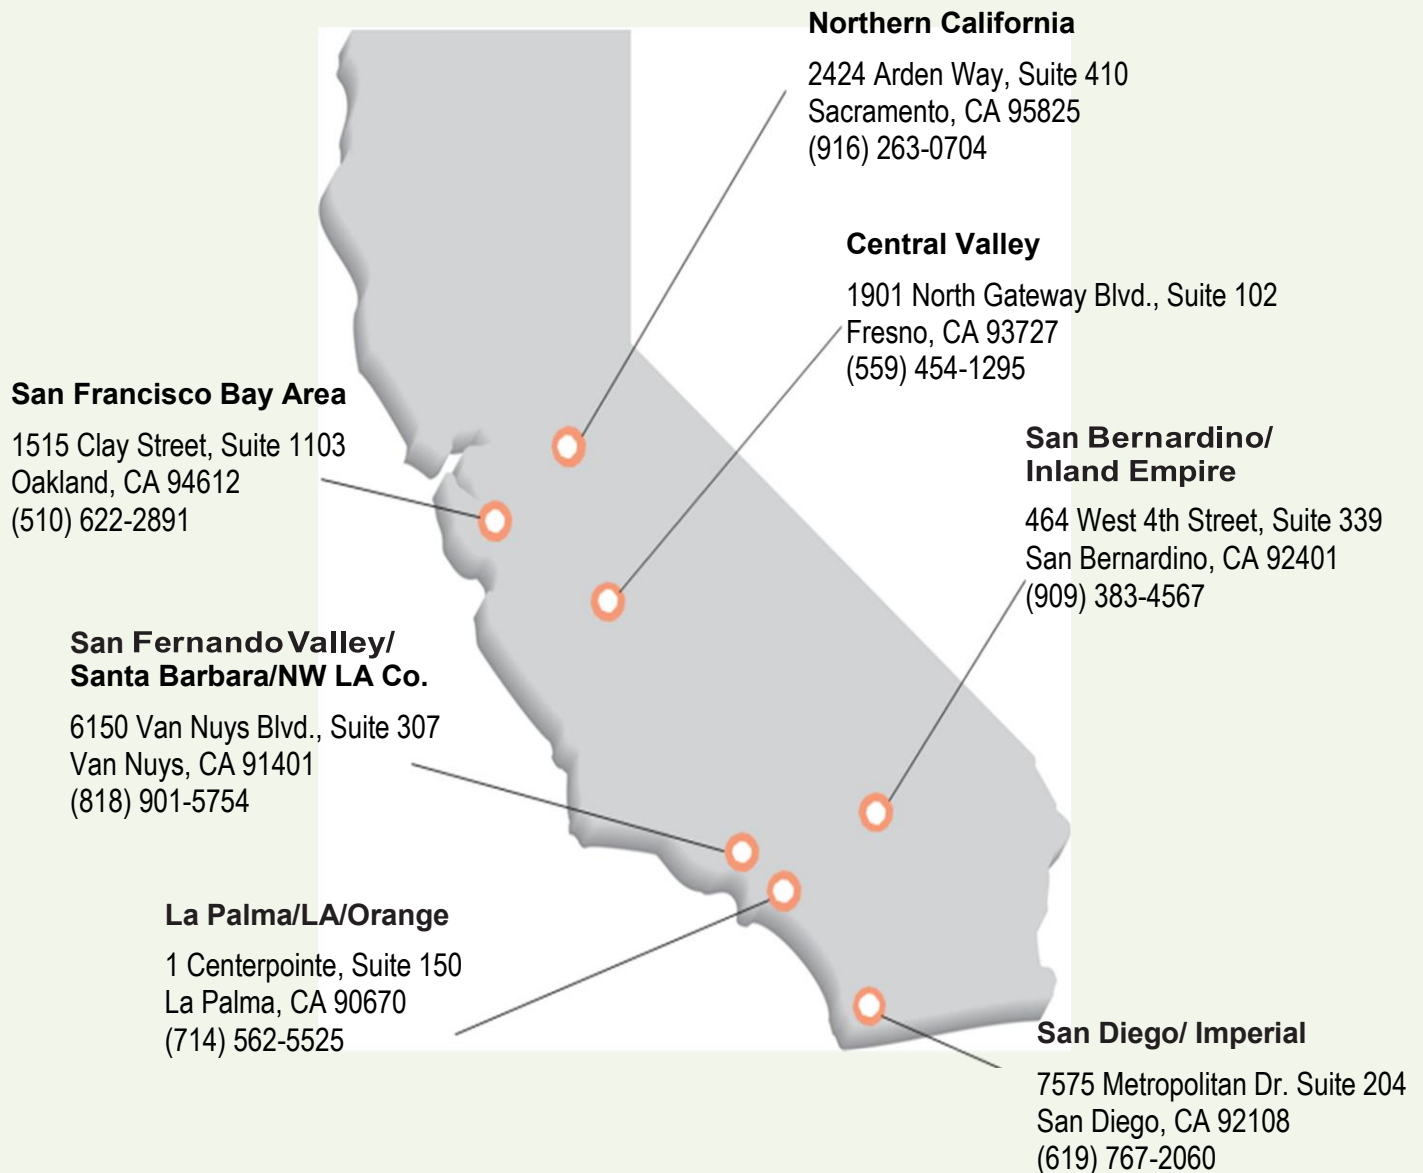 Northern California
2424 Arden Way, Suite 410
Sacramento, CA 95825
(916) 263-0704
Central Valley
1901 North Gateway Blvd., Suite 102
Fresno, CA 93727
(559) 454-1295
San Francisco Bay Area
1515 Clay Street, Suite 1103
Oakland, CA 94612
(510) 622-2891
San Bernardino/
Inland Empire
464 West 4th Street, Suite 339
San Bernardino, CA 92401
(909) 383-4567
San Fernando Valley/
Santa Barbara/NW LA Co.
6150 Van Nuys Blvd., Suite 307
Van Nuys, CA 91401
(818) 901-5754
La Palma/LA/Orange
1 Centerpointe, Suite 150
La Palma, CA 90670
(714) 562-5525
San Diego/ Imperial
7575 Metropolitan Dr. Suite 204
San Diego, CA 92108
(619) 767-2060